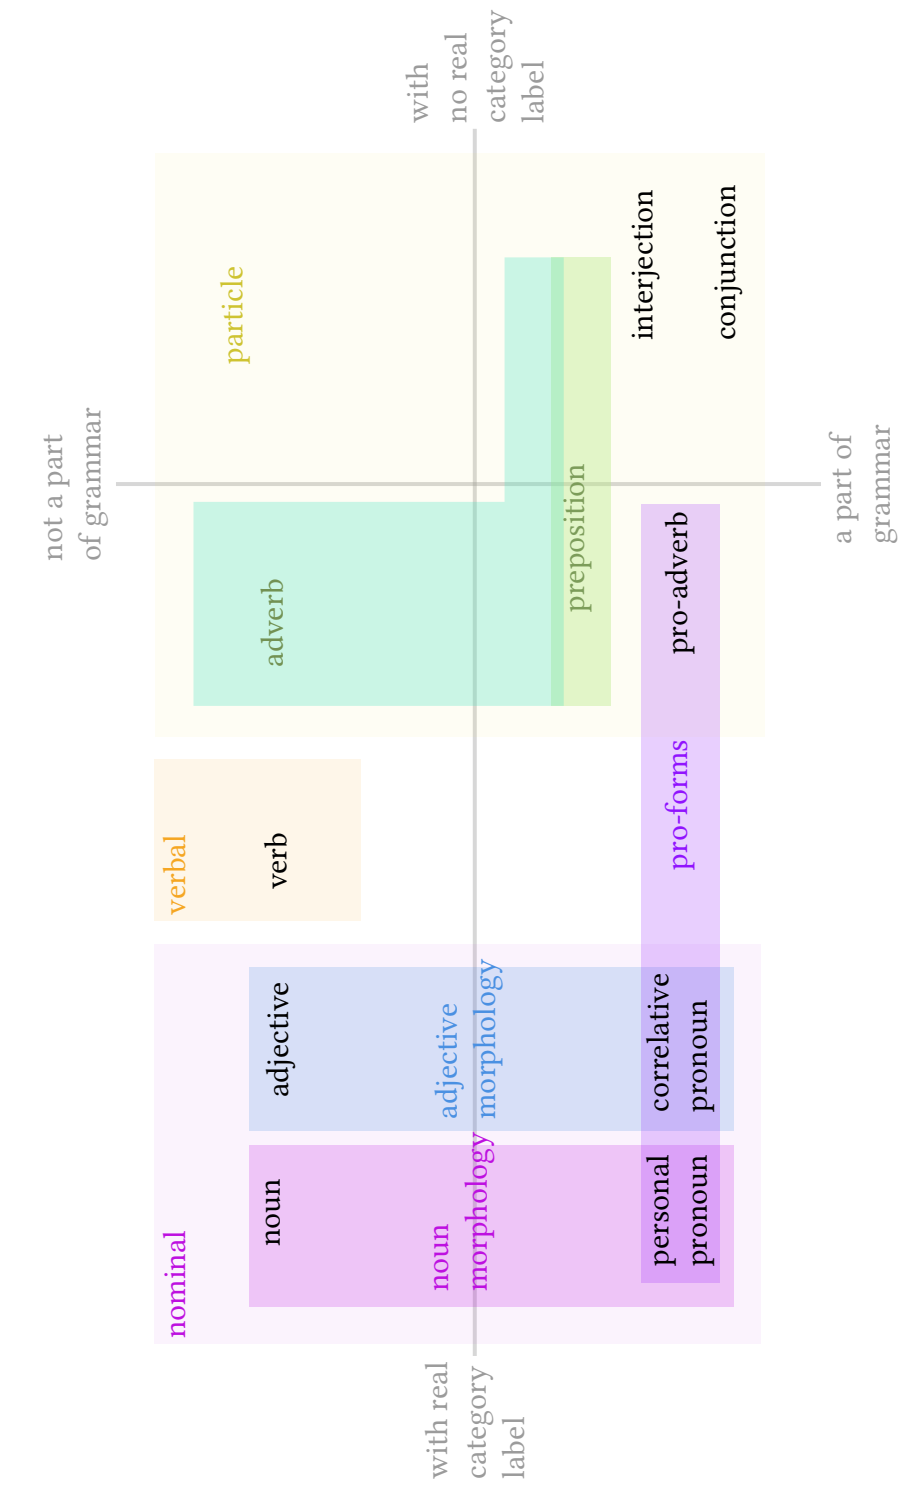 not a part
of grammar
nominal
verbal
particle
noun
adjective
verb
adverb
with real
category
label
noun
morphology
adjective
morphology
with
no real
category
label
preposition
personal
pronoun
correlative
pronoun
pro-forms
pro-adverb
interjection
conjunction
a part of
grammar